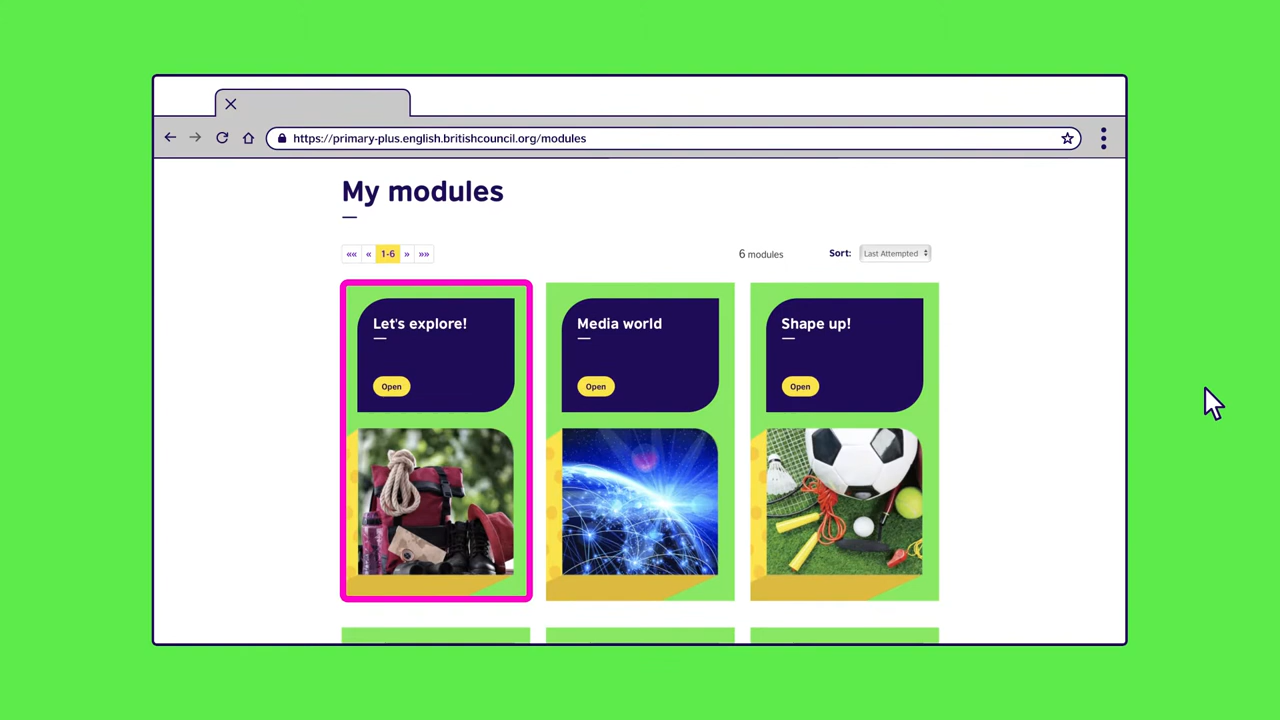 https://primary-plus.english.britishcouncil.org/modules
My modules
«« « 1-6 » »» 6 modules Sort: Last Attempted
Let's explore! Media world Shape up!
Open Open Open